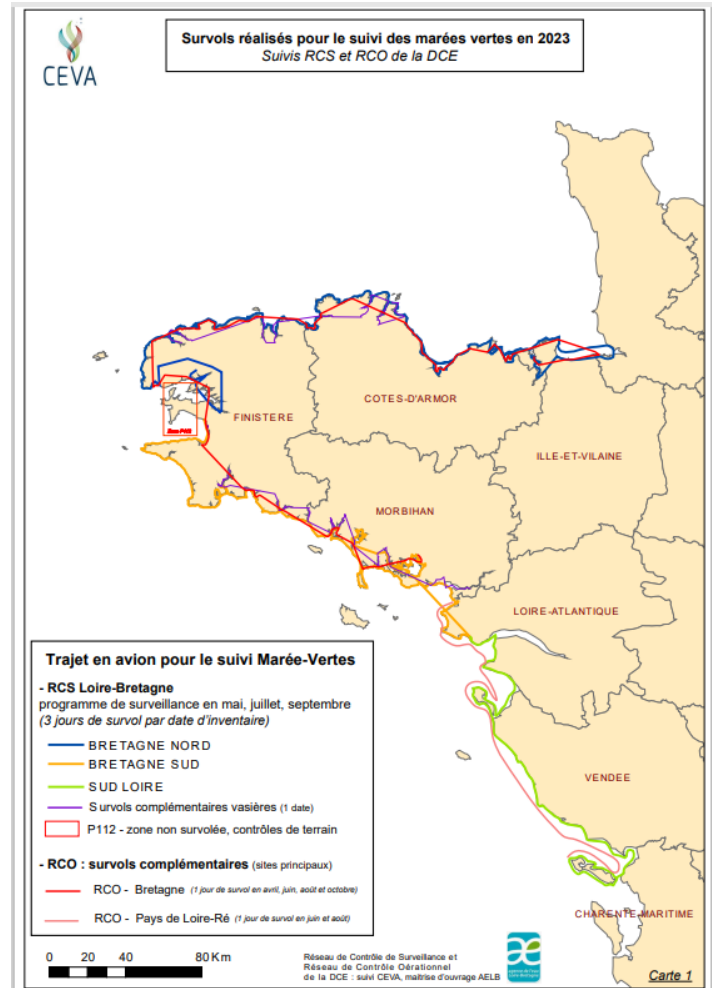 CEVA
Survols réalisés pour le suivi des marées vertes en 2023
Suivis RCS et RCO de la DCE
COTES-D'ARMOR
FINISTERE
Zone P112
ILLE-ET-VILAINE
MORBIHAN
LOIRE-ATLANTIQUE
VENDEE
CHARENTE-MARITIME
Trajet en avion pour le suivi Marée-Vertes
- RCS Loire-Bretagne
programme de surveillance en mai, juillet, septembre
(3 jours de survol par date d'inventaire)
BRETAGNE NORD
BRETAGNE SUD
SUD LOIRE
Survols complémentaires vasières (1 date)
P112 - zone non survolée, contrôles de terrain
- RCO : survols complémentaires (sites principaux)
RCO - Bretagne (1 jour de survol en avril, juin, août et octobre)
RCO - Pays de Loire-Ré (1 jour de survol en juin et août)
0 20 40 80 Km
Réseau de Contrôle de Surveillance et
Réseau de Contrôle Oérationnel
de la DCE : suivi CEVA, maitrise d'ouvrage AELB
Carte 1